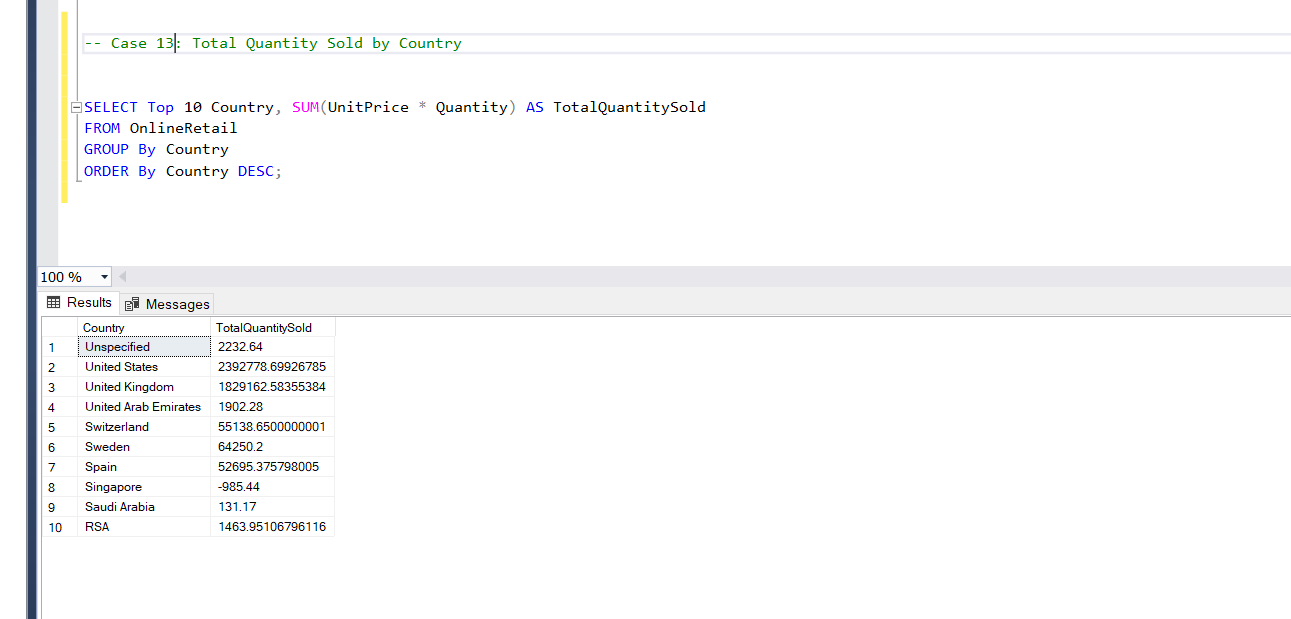 -- Case 13: Total Quantity Sold by Country
SELECT Top 10 Country, SUM(UnitPrice * Quantity) AS TotalQuantitySold
FROM OnlineRetail
GROUP By Country
ORDER By Country DESC;
100 %
Results Messages
Country TotalQuantitySold
1 Unspecified 2232.64
2 United States 2392778.69926785
3 United Kingdom 1829162.58355384
4 United Arab Emirates 1902.28
5 Switzerland 55138.6500000001
6 Sweden 64250.2
7 Spain 52695.375798005
8 Singapore -985.44
9 Saudi Arabia 131.17
10 RSA 1463.95106796116